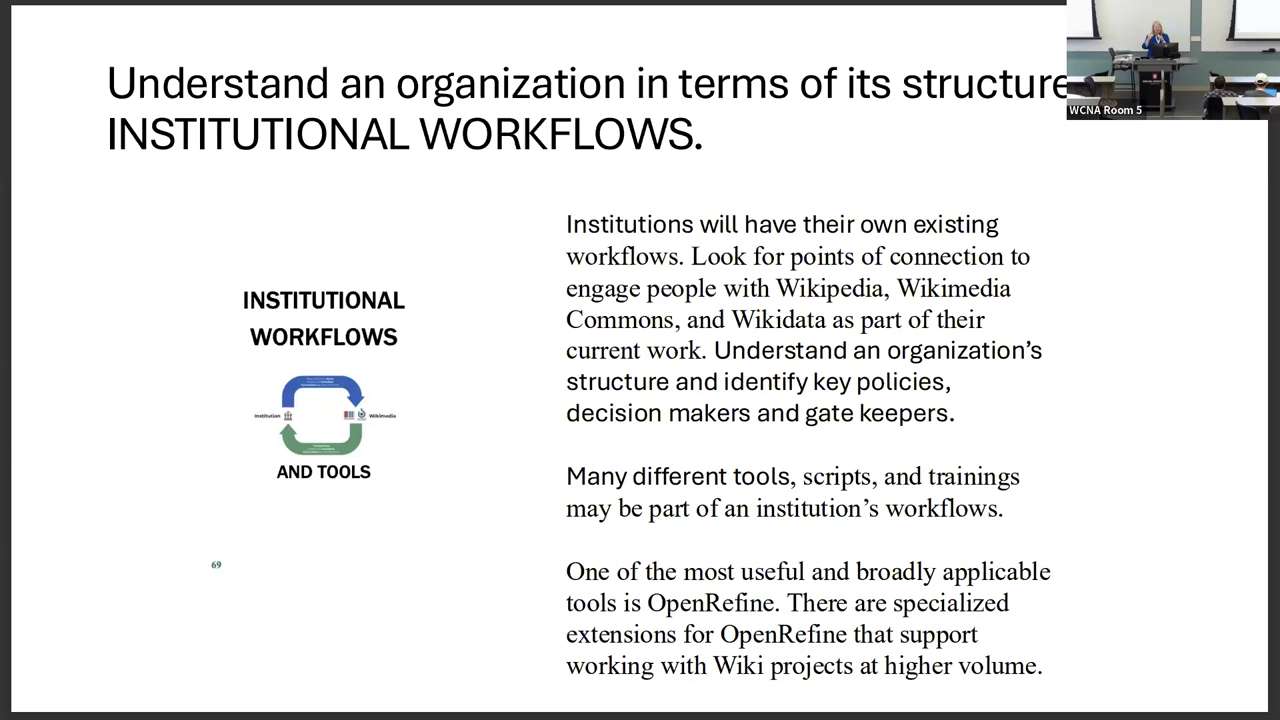 Understand an organization in terms of its structure
INSTITUTIONAL WORKFLOWS.
WCNA Room 5
INSTITUTIONAL
WORKFLOWS
Institution
Wikimedia
AND TOOLS
69
Institutions will have their own existing
workflows. Look for points of connection to
engage people with Wikipedia, Wikimedia
Commons, and Wikidata as part of their
current work. Understand an organization’s
structure and identify key policies,
decision makers and gate keepers.
Many different tools, scripts, and trainings
may be part of an institution’s workflows.
One of the most useful and broadly applicable
tools is OpenRefine. There are specialized
extensions for OpenRefine that support
working with Wiki projects at higher volume.